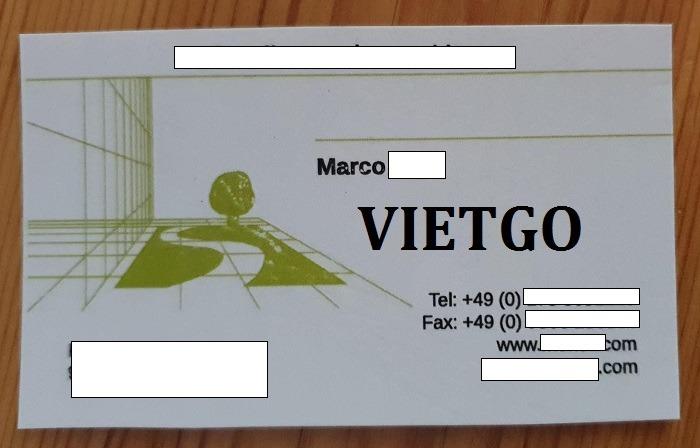 Marco
VIETGO
Tel: +49 (0)
Fax: +49 (0)
www. .com
.com